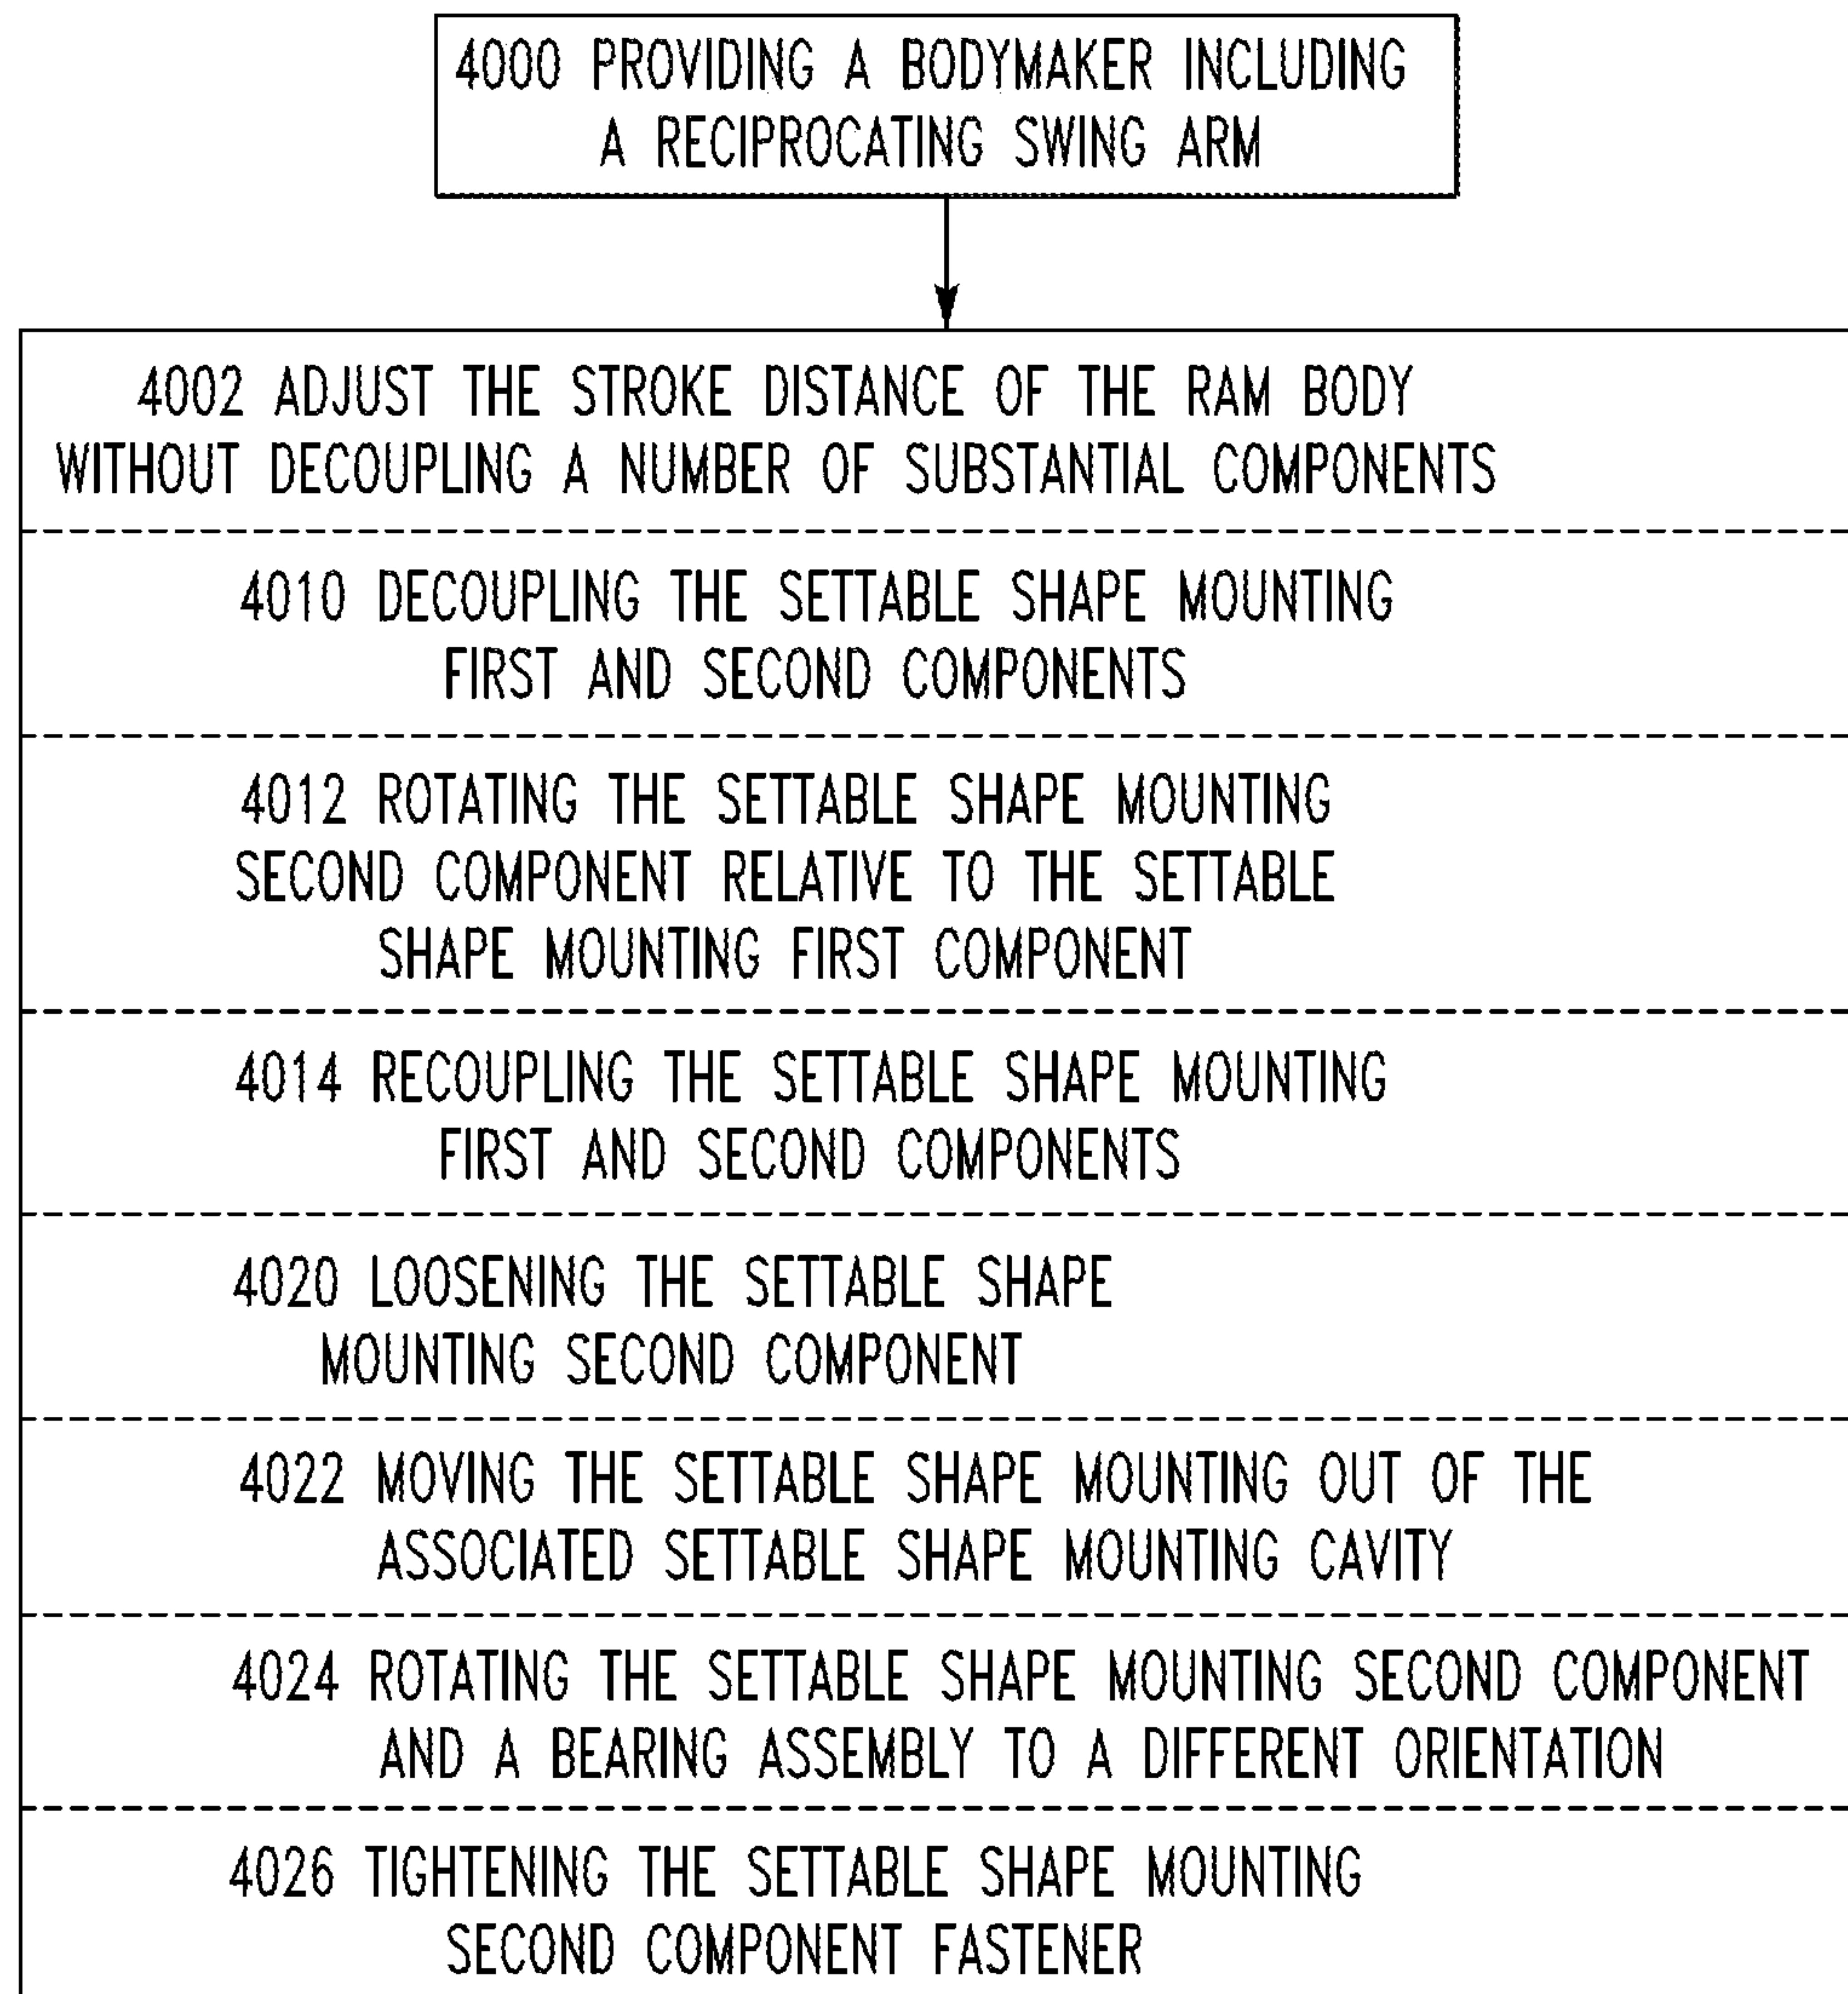 4000 PROVIDING A BODYMAKER INCLUDING
A RECIPROCATING SWING ARM
4002 ADJUST THE STROKE DISTANCE OF THE RAM BODY
WITHOUT DECOUPLING A NUMBER OF SUBSTANTIAL COMPONENTS
4010 DECOUPLING THE SETTABLE SHAPE MOUNTING
FIRST AND SECOND COMPONENTS
4012 ROTATING THE SETTABLE SHAPE MOUNTING
SECOND COMPONENT RELATIVE TO THE SETTABLE
SHAPE MOUNTING FIRST COMPONENT
4014 RECOUPLING THE SETTABLE SHAPE MOUNTING
FIRST AND SECOND COMPONENTS
4020 LOOSENING THE SETTABLE SHAPE
MOUNTING SECOND COMPONENT
4022 MOVING THE SETTABLE SHAPE MOUNTING OUT OF THE
ASSOCIATED SETTABLE SHAPE MOUNTING CAVITY
4024 ROTATING THE SETTABLE SHAPE MOUNTING SECOND COMPONENT
AND A BEARING ASSEMBLY TO A DIFFERENT ORIENTATION
4026 TIGHTENING THE SETTABLE SHAPE MOUNTING
SECOND COMPONENT FASTENER